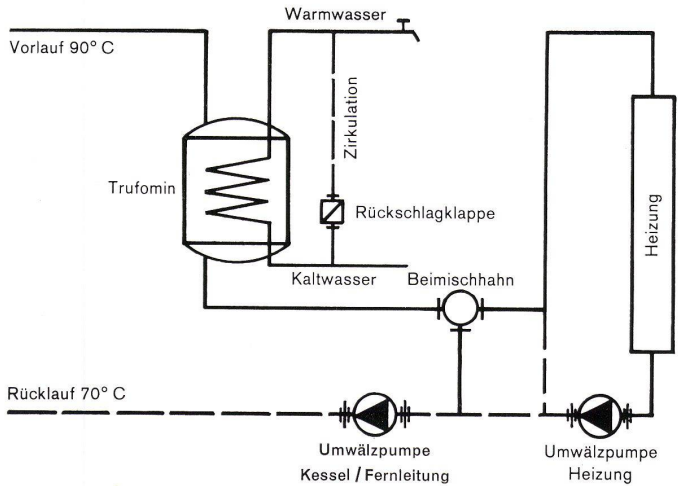 Warmwasser
Vorlauf 90° C
Zirkulation
Trufomin
Rückschlagklappe
Heizung
Kaltwasser
Beimischhahn
Rücklauf 70° C
Umwälzpumpe
Kessel / Fernleitung
Umwälzpumpe
Heizung